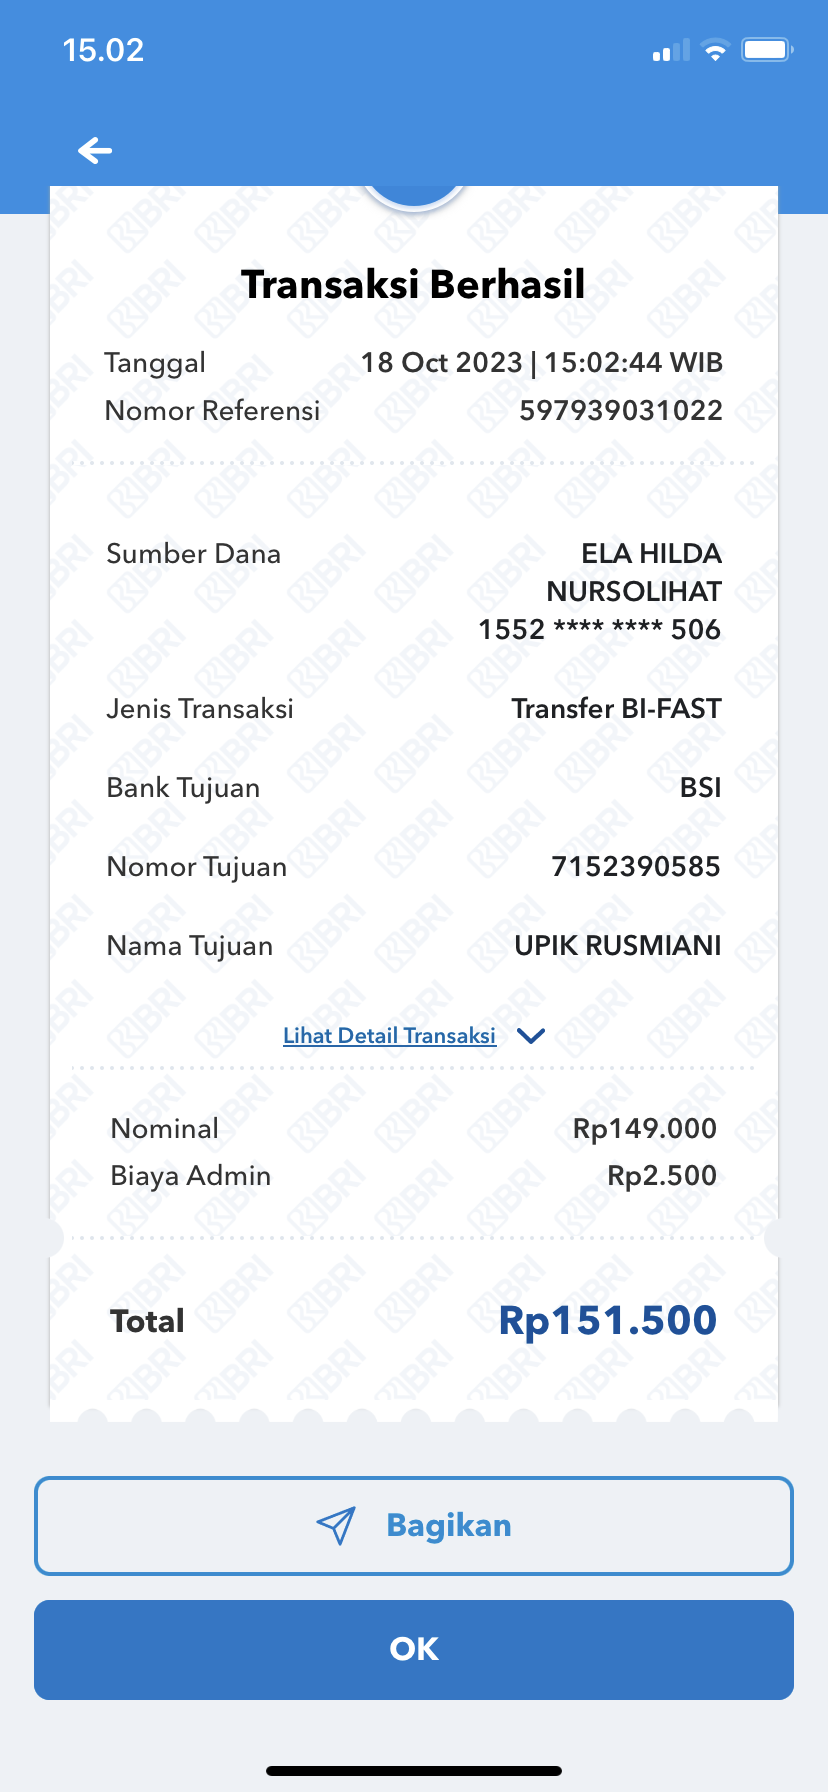 15.02
Transaksi Berhasil
Tanggal 18 Oct 2023 | 15:02:44 WIB
Nomor Referensi 597939031022
Sumber Dana ELA HILDA
NURSOLIHAT
1552 **** **** 506
Jenis Transaksi Transfer BI-FAST
Bank Tujuan BSI
Nomor Tujuan 7152390585
Nama Tujuan UPIK RUSMIANI
Lihat Detail Transaksi
Nominal Rp149.000
Biaya Admin Rp2.500
Total Rp151.500
Bagikan
OK